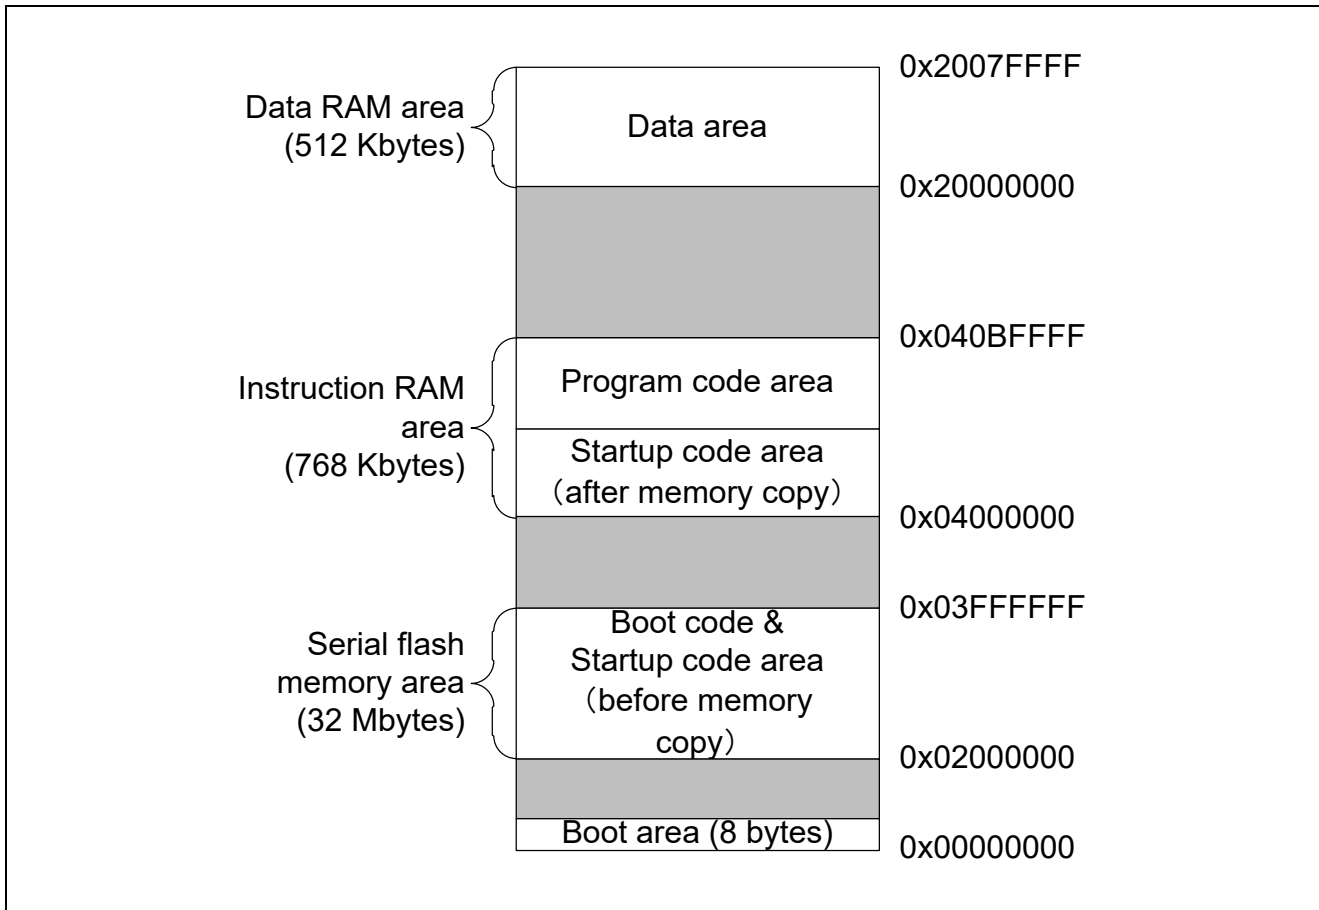 0x2007FFFF
Data RAM area
(512 Kbytes)
Data area
0x20000000
0x040BFFFF
Instruction RAM
area
(768 Kbytes)
Program code area
Startup code area
（after memory copy）
0x04000000
0x03FFFFFF
Serial flash
memory area
(32 Mbytes)
Boot code &
Startup code area
（before memory
copy）
0x02000000
Boot area (8 bytes)
0x00000000